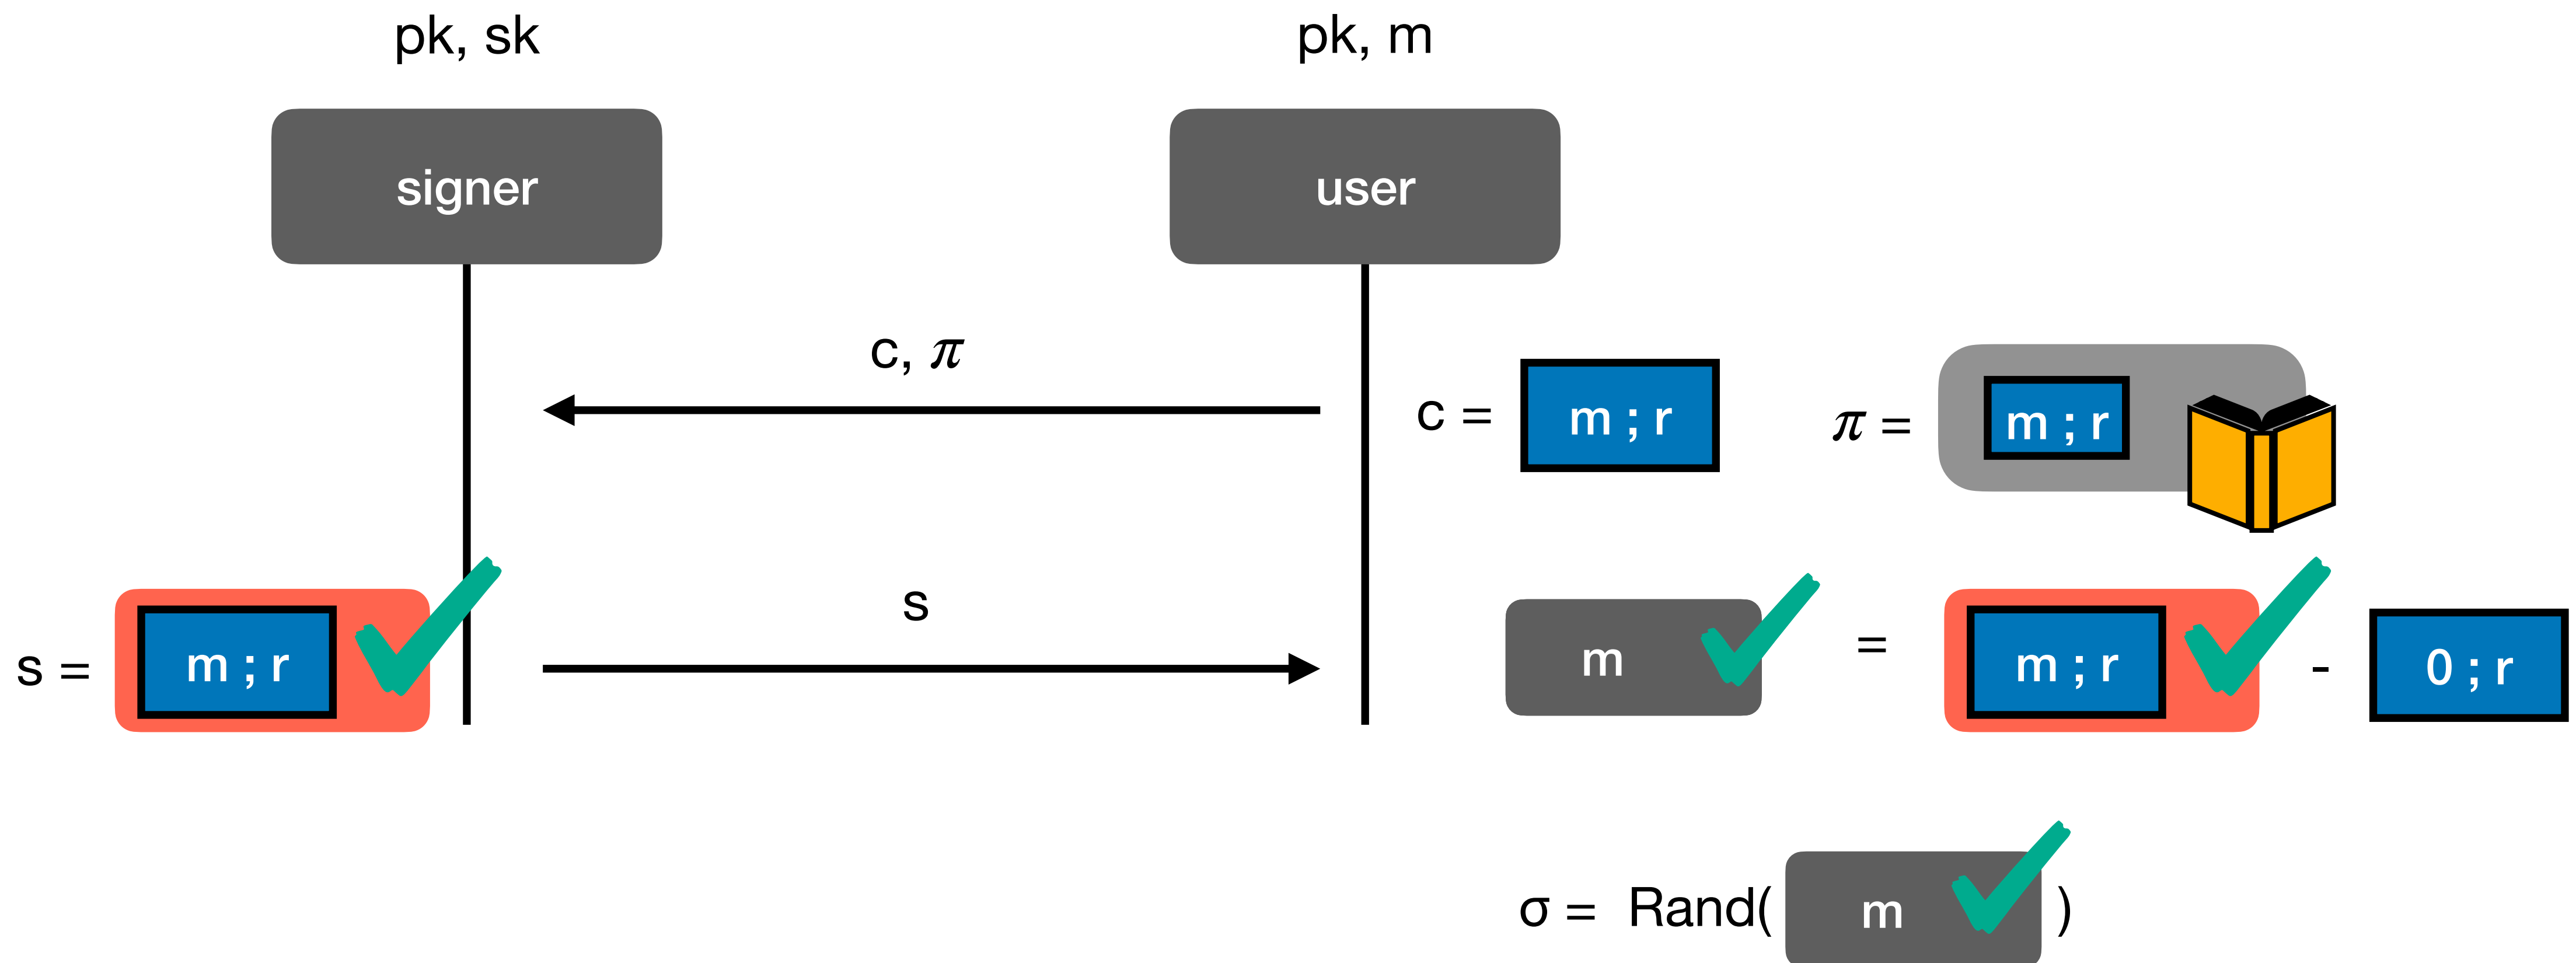 pk, sk
pk, m
signer
user
c, π
c = m ; r
π = m ; r
s = m ; r
s
m = m ; r - 0 ; r
σ = Rand( m )